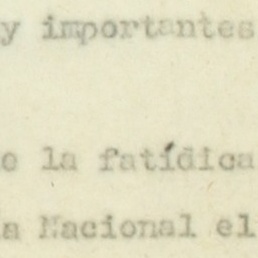 y importantes
e la fatídica
a Nacional el